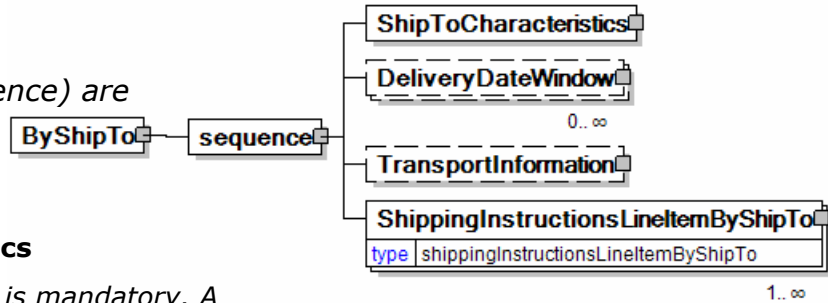 ShipToCharacteristics
DeliveryDateWindow
ence) are
0.. ∞
ByShipTo
sequence
TransportInformation
ShippingInstructionsLineItemByShipTo
type shippingInstructionsLineItemByShipTo
cs
is mandatory. A
1.. ∞